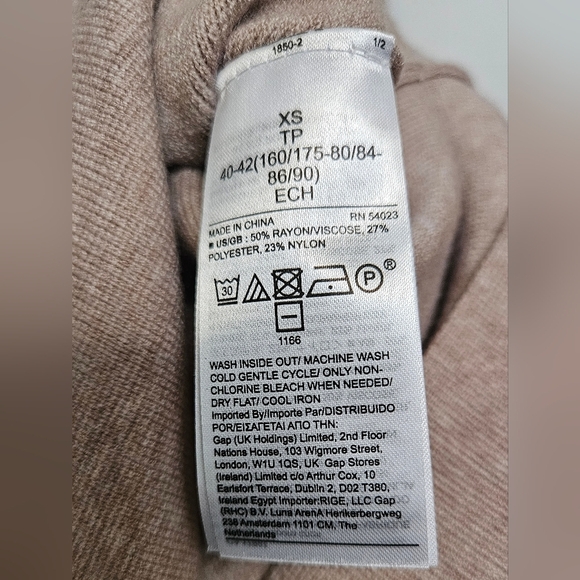 1850-2 1/2
XS
TP
40-42(160/175-80/84-
86/90)
ECH
MADE IN CHINA RN 54023
■ US/GB : 50% RAYON/VISCOSE, 27%
POLYESTER, 23% NYLON
30 P ®
1166
WASH INSIDE OUT/ MACHINE WASH
COLD GENTLE CYCLE/ ONLY NON-
CHLORINE BLEACH WHEN NEEDED/
DRY FLAT/ COOL IRON
Imported By/Importe Par/DISTRIBUIDO
POR/ΕΙΣΑΓΕΤΑΙ ΑΠΟ ΤΗΝ:
Gap (UK Holdings) Limited, 2nd Floor
Nations House, 103 Wigmore Street,
London, W1U 1QS, UK Gap Stores
(Ireland) Limited c/o Arthur Cox, 10
Earlsfort Terrace, Dublin 2, D02 T380,
Ireland Egypt Importer:RIGE, LLC Gap
(RHC) B.V. Luna ArenA Herikerbergweg
238 Amsterdam 1101 CM, The
Netherlands